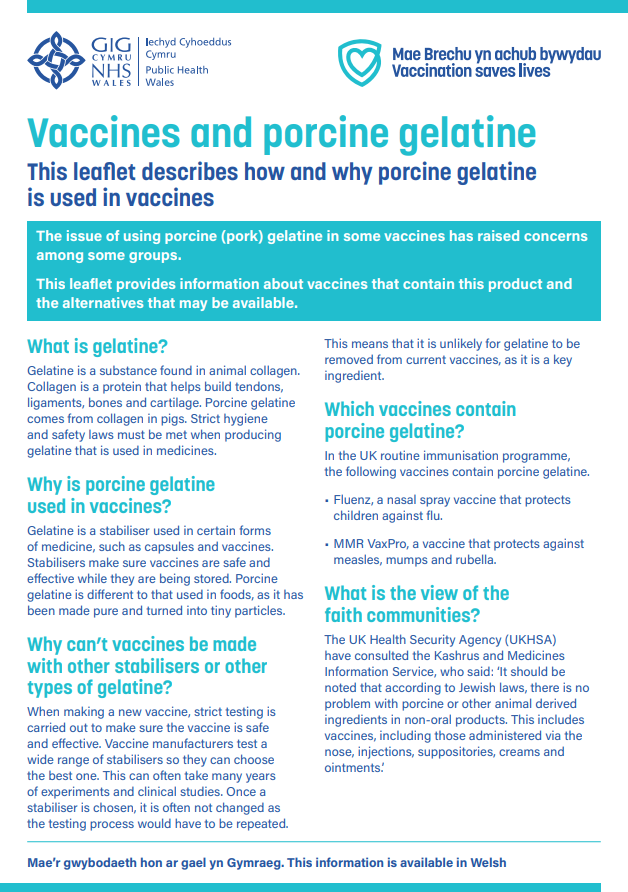 GIG
CYMRU
NHS
WALES
Iechyd Cyhoeddus
Cymru
Public Health
Wales
Mae Brechu yn achub bywydau
Vaccination saves lives
Vaccines and porcine gelatine
This leaflet describes how and why porcine gelatine
is used in vaccines
The issue of using porcine (pork) gelatine in some vaccines has raised concerns
among some groups.
This leaflet provides information about vaccines that contain this product and
the alternatives that may be available.
What is gelatine?
Gelatine is a substance found in animal collagen.
Collagen is a protein that helps build tendons,
ligaments, bones and cartilage. Porcine gelatine
comes from collagen in pigs. Strict hygiene
and safety laws must be met when producing
gelatine that is used in medicines.
Why is porcine gelatine
used in vaccines?
Gelatine is a stabiliser used in certain forms
of medicine, such as capsules and vaccines.
Stabilisers make sure vaccines are safe and
effective while they are being stored. Porcine
gelatine is different to that used in foods, as it has
been made pure and turned into tiny particles.
Why can't vaccines be made
with other stabilisers or other
types of gelatine?
When making a new vaccine, strict testing is
carried out to make sure the vaccine is safe
and effective. Vaccine manufacturers test a
wide range of stabilisers so they can choose
the best one. This can often take many years
of experiments and clinical studies. Once a
stabiliser is chosen, it is often not changed as
the testing process would have to be repeated.
This means that it is unlikely for gelatine to be
removed from current vaccines, as it is a key
ingredient.
Which vaccines contain
porcine gelatine?
In the UK routine immunisation programme,
the following vaccines contain porcine gelatine.
▪ Fluenz, a nasal spray vaccine that protects
children against flu.
▪ MMR VaxPro, a vaccine that protects against
measles, mumps and rubella.
What is the view of the
faith communities?
The UK Health Security Agency (UKHSA)
have consulted the Kashrus and Medicines
Information Service, who said: 'It should be
noted that according to Jewish laws, there is no
problem with porcine or other animal derived
ingredients in non-oral products. This includes
vaccines, including those administered via the
nose, injections, suppositories, creams and
ointments.'
Mae'r gwybodaeth hon ar gael yn Gymraeg. This information is available in Welsh